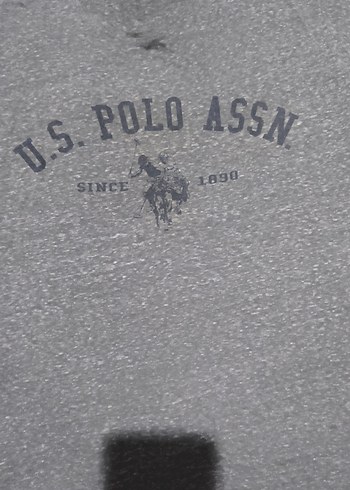 U.S. POLO ASSN.
SINCE 1890